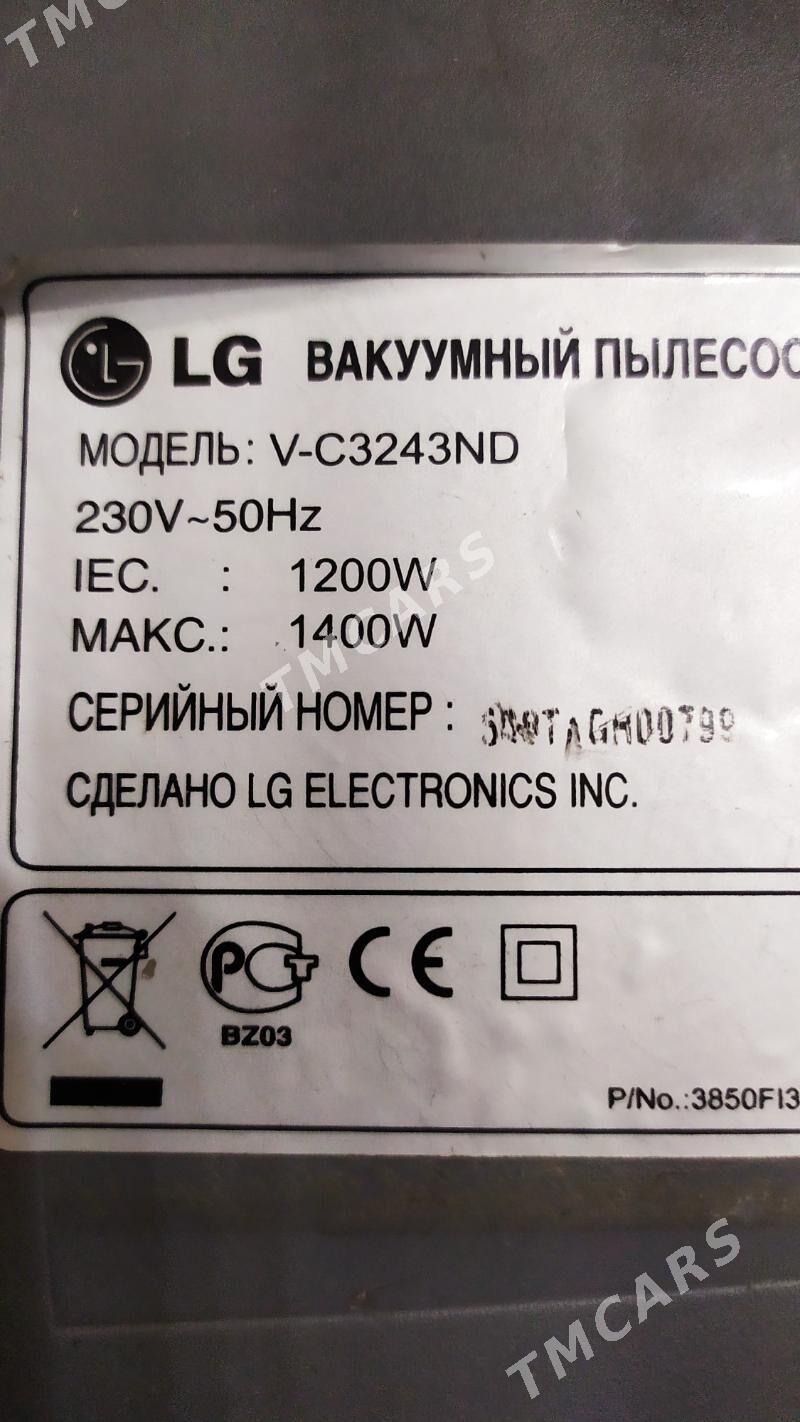 TMCARS
LG ВАКУУМНЫЙ ПЫЛЕСОС
МОДЕЛЬ: V-C3243ND
230V~50Hz
IEC. : 1200W
МАКС.: 1400W
TMCARS
СЕРИЙНЫЙ НОМЕР :
СДЕЛАНО LG ELECTRONICS INC.
РСТ CE
BZ03
P/No.:3850FI3
TMCARS